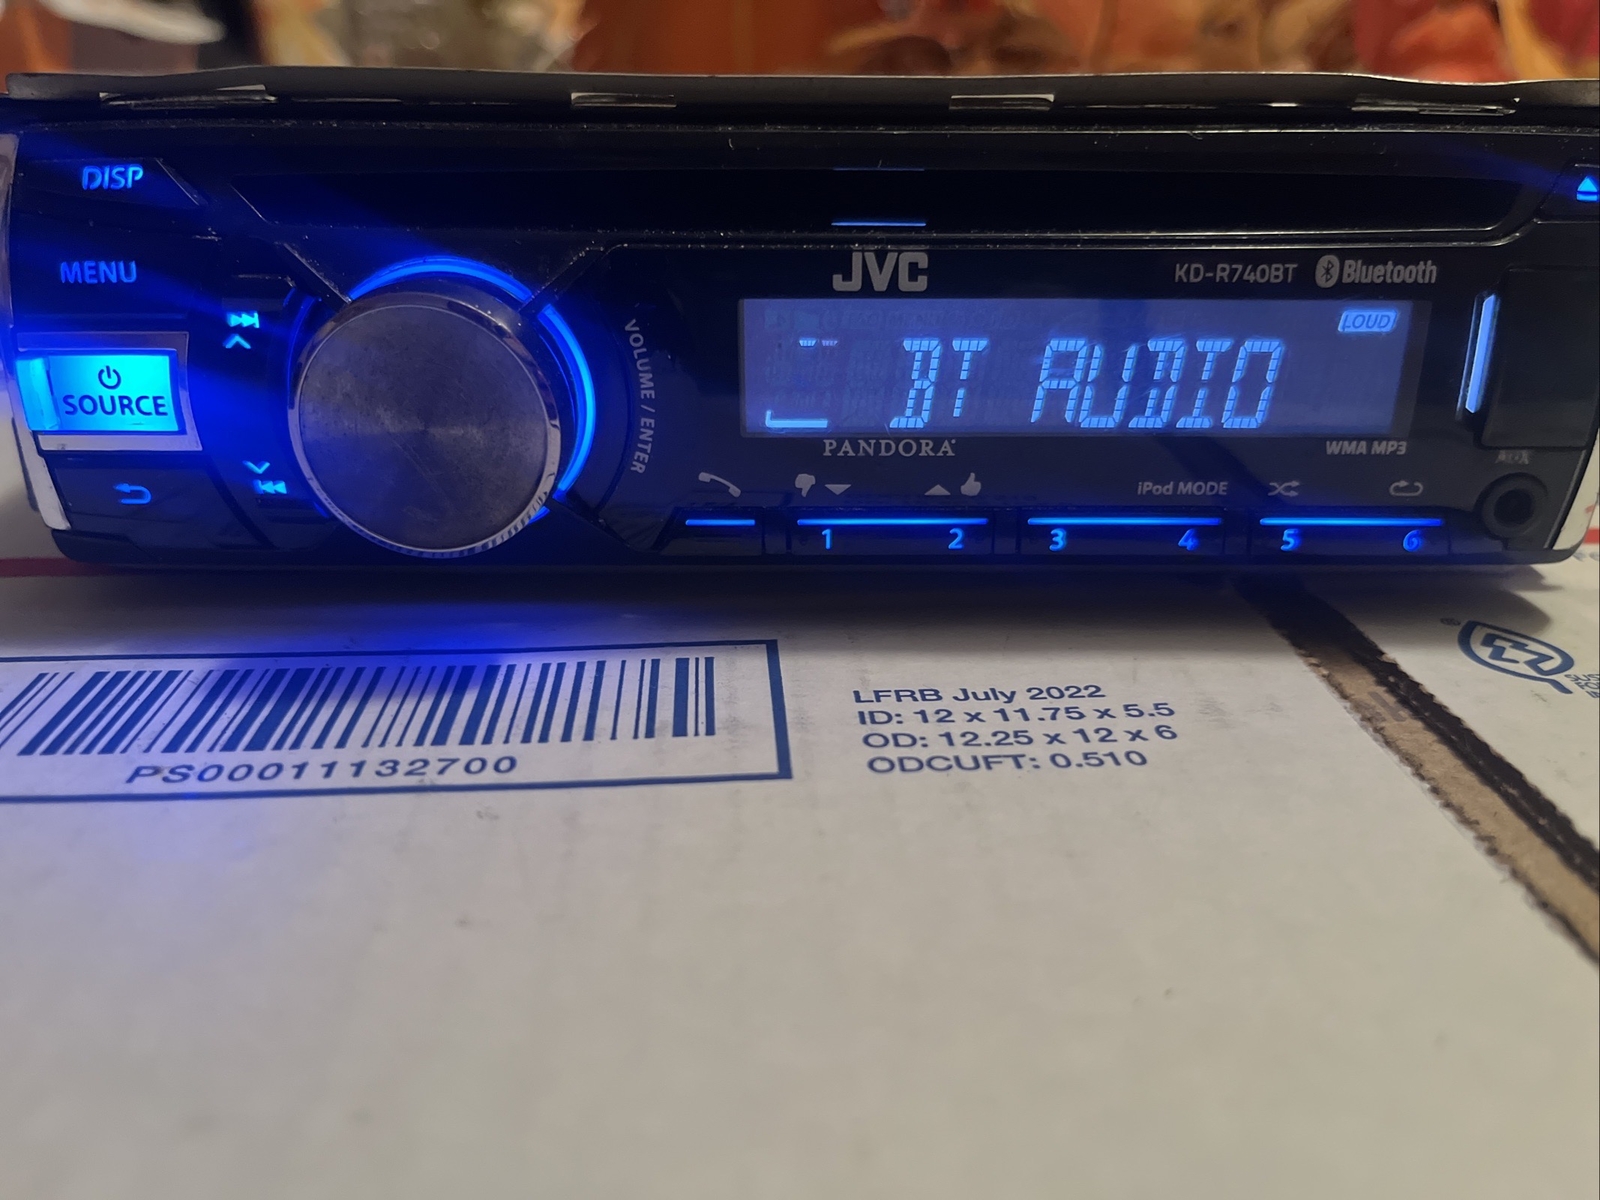 DISP
MENU
SOURCE
VOLUME / ENTER
JVC
KD-R740BT Bluetooth
LOUD
BT AUDIO
PANDORA
WMA MP3
AUX
iPod MODE
1 2 3 4 5 6
PS00011132700
LFRB July 2022
ID: 12 x 11.75 x 5.5
OD: 12.25 x 12 x 6
ODCUFT: 0.510